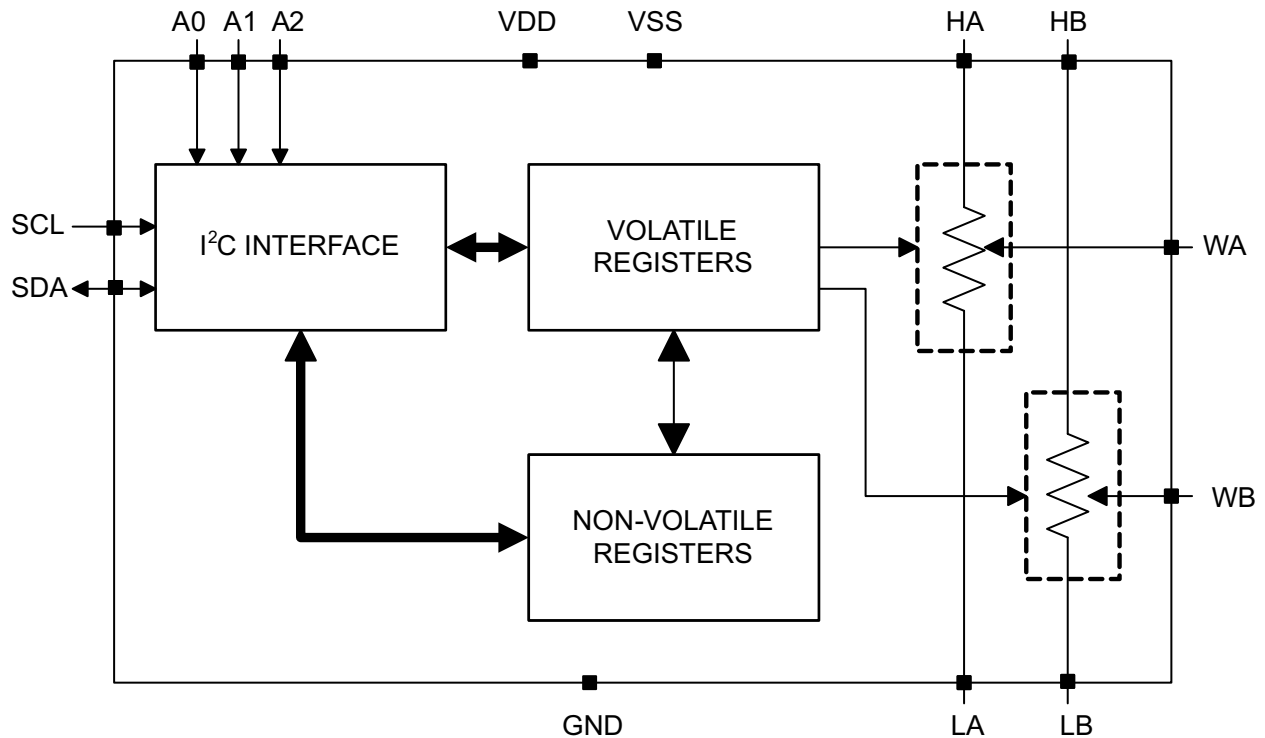 A0 A1 A2 VDD VSS HA HB
SCL
SDA
I²C INTERFACE
VOLATILE
REGISTERS
WA
WB
NON-VOLATILE
REGISTERS
GND LA LB